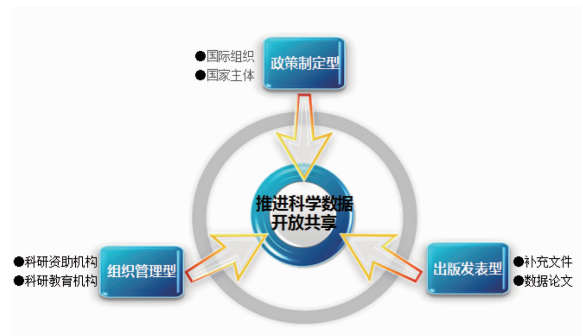 ●国际组织
●国家主体
政策制定型
推进科学数据
开放共享
●科研资助机构
●科研教育机构
组织管理型
出版发表型
●补充文件
●数据论文